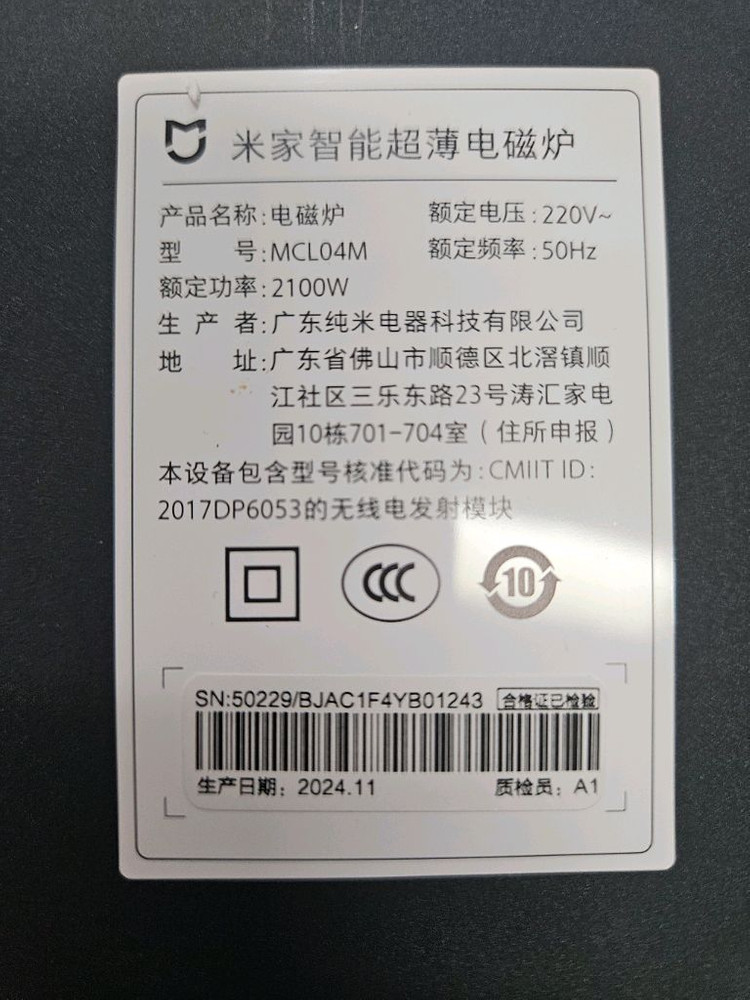 米家智能超薄电磁炉
产品名称:电磁炉 额定电压:220V~
型 号:MCL04M 额定频率:50Hz
额定功率:2100W
生 产 者:广东纯米电器科技有限公司
地 址:广东省佛山市顺德区北滘镇顺
江社区三乐东路23号涛汇家电
园10栋701-704室（住所申报）
本设备包含型号核准代码为:CMIIT ID:
2017DP6053的无线电发射模块
CCC
10
SN:50229/BJAC1F4YB01243 合格证已检验
生产日期：2024.11 质检员：A1